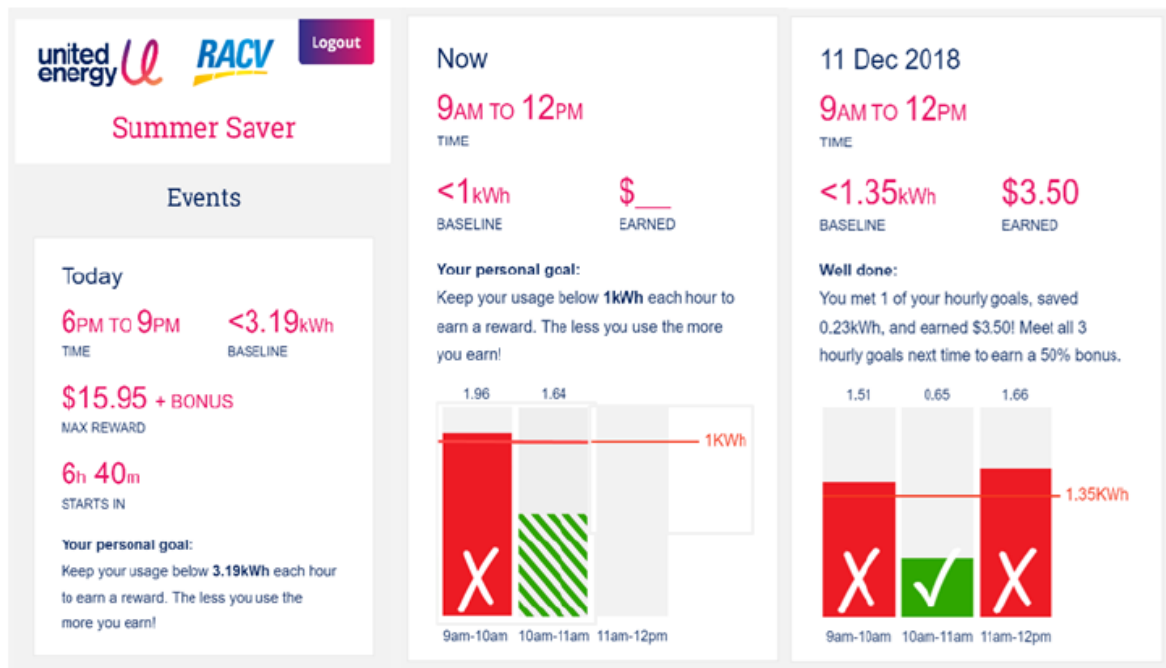 united
energy
RACV
Logout
Summer Saver
Events
Today
6PM TO 9PM <3.19kWh
TIME BASELINE
$15.95 + BONUS
MAX REWARD
6h 40m
STARTS IN
Your personal goal:
Keep your usage below 3.19kWh each hour
to earn a reward. The less you use the
more you earn!
Now
9AM TO 12PM
TIME
<1kWh $__
BASELINE EARNED
Your personal goal:
Keep your usage below 1kWh each hour to
earn a reward. The less you use the more
you earn!
1.96 1.64
1KWh
9am-10am 10am-11am 11am-12pm
11 Dec 2018
9AM TO 12PM
TIME
<1.35kWh $3.50
BASELINE EARNED
Well done:
You met 1 of your hourly goals, saved
0.23kWh, and earned $3.50! Meet all 3
hourly goals next time to earn a 50% bonus.
1.51 0.65 1.66
1.35KWh
9am-10am 10am-11am 11am-12pm